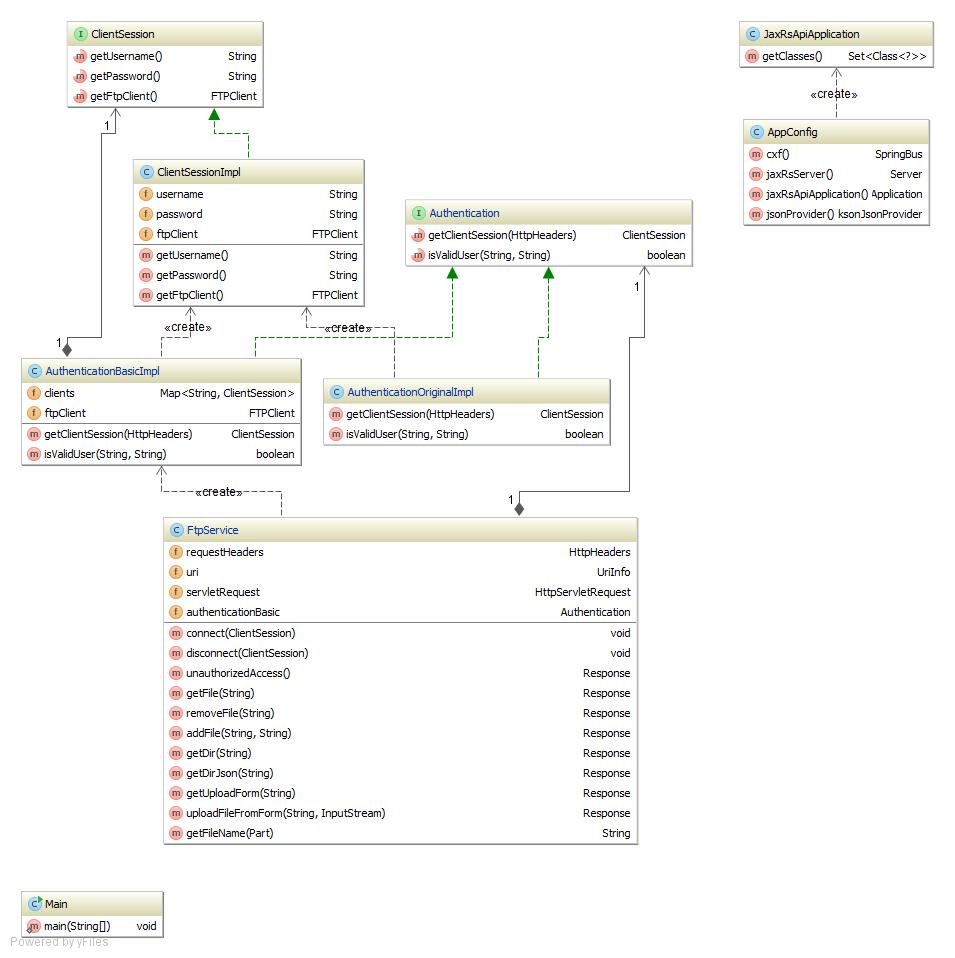 ClientSession
getUsername() String
getPassword() String
getFtpClient() FTPClient
JaxRsApiApplication
getClasses() Set<Class<?>>
«create»
AppConfig
cxf() SpringBus
jaxRsServer() Server
jaxRsApiApplication() Application
jsonProvider() ksonJsonProvider
1
ClientSessionImpl
username String
password String
ftpClient FTPClient
getUsername() String
getPassword() String
getFtpClient() FTPClient
Authentication
getClientSession(HttpHeaders) ClientSession
isValidUser(String, String) boolean
1
«create»
«create»
1
AuthenticationBasicImpl
clients Map<String, ClientSession>
ftpClient FTPClient
getClientSession(HttpHeaders) ClientSession
isValidUser(String, String) boolean
AuthenticationOriginalImpl
getClientSession(HttpHeaders) ClientSession
isValidUser(String, String) boolean
«create»
1
FtpService
requestHeaders HttpHeaders
uri UriInfo
servletRequest HttpServletRequest
authenticationBasic Authentication
connect(ClientSession) void
disconnect(ClientSession) void
unauthorizedAccess() Response
getFile(String) Response
removeFile(String) Response
addFile(String, String) Response
getDir(String) Response
getDirJson(String) Response
getUploadForm(String) Response
uploadFileFromForm(String, InputStream) Response
getFileName(Part) String
Main
main(String[]) void
Powered by yFiles